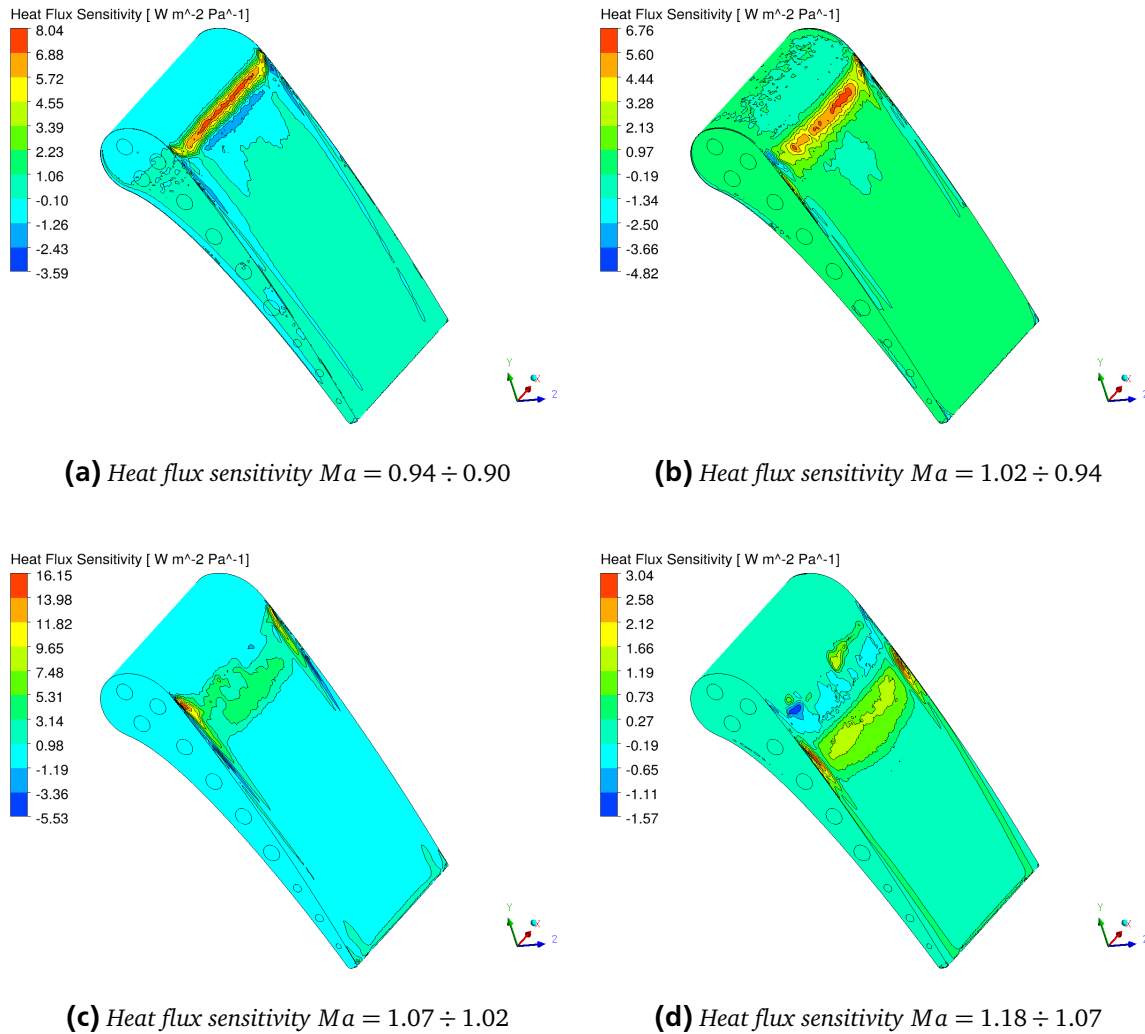 Heat Flux Sensitivity [ W m^-2 Pa^-1]
8.04
6.88
5.72
4.55
3.39
2.23
1.06
-0.10
-1.26
-2.43
-3.59
Y
X
Z
(a) Heat flux sensitivity Ma = 0.94 ÷ 0.90
Heat Flux Sensitivity [ W m^-2 Pa^-1]
6.76
5.60
4.44
3.28
2.13
0.97
-0.19
-1.34
-2.50
-3.66
-4.82
Y
X
Z
(b) Heat flux sensitivity Ma = 1.02 ÷ 0.94
Heat Flux Sensitivity [ W m^-2 Pa^-1]
16.15
13.98
11.82
9.65
7.48
5.31
3.14
0.98
-1.19
-3.36
-5.53
Y
X
Z
(c) Heat flux sensitivity Ma = 1.07 ÷ 1.02
Heat Flux Sensitivity [ W m^-2 Pa^-1]
3.04
2.58
2.12
1.66
1.19
0.73
0.27
-0.19
-0.65
-1.11
-1.57
Y
X
Z
(d) Heat flux sensitivity Ma = 1.18 ÷ 1.07